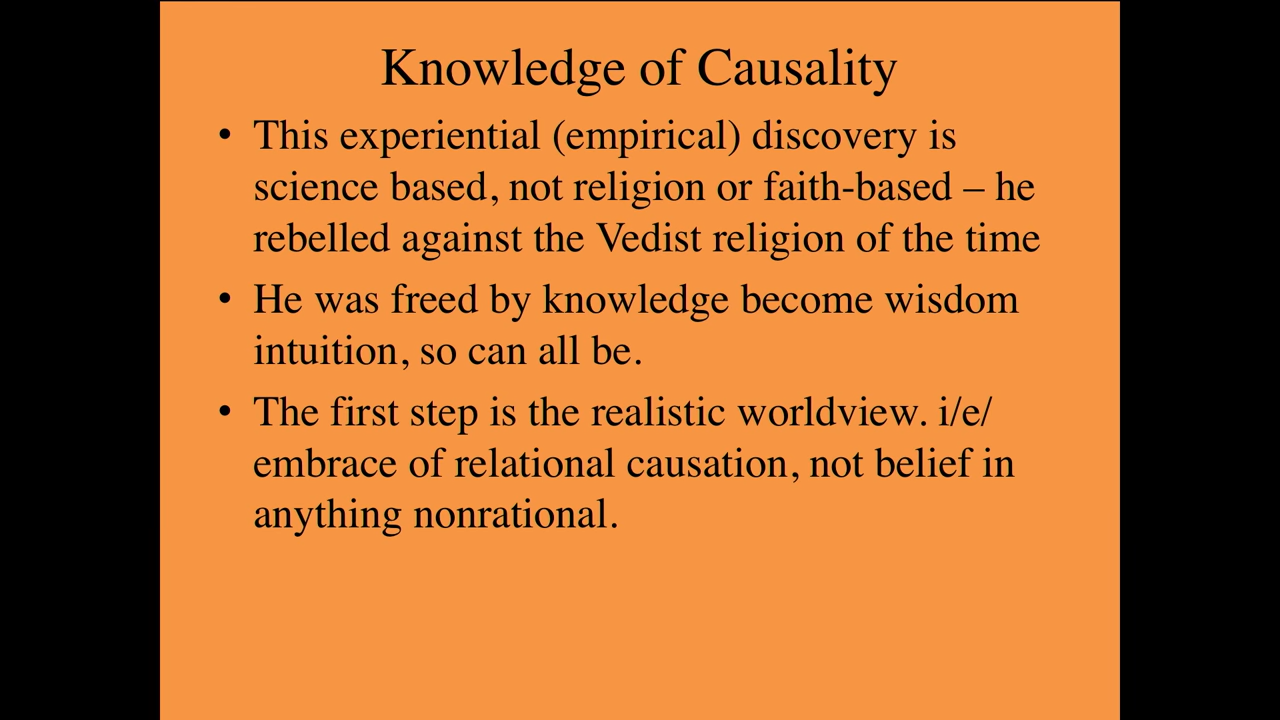 Knowledge of Causality
• This experiential (empirical) discovery is
science based, not religion or faith-based – he
rebelled against the Vedist religion of the time
• He was freed by knowledge become wisdom
intuition, so can all be.
• The first step is the realistic worldview. i/e/
embrace of relational causation, not belief in
anything nonrational.